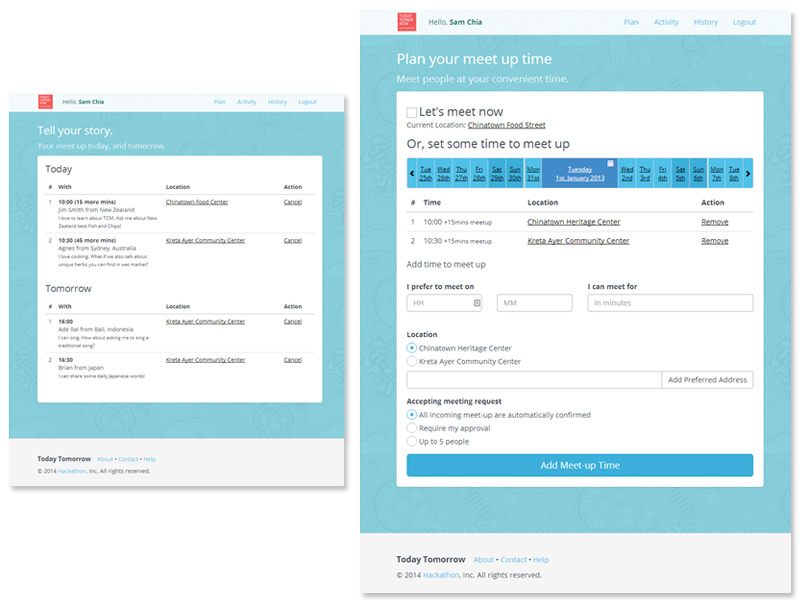 TODAY
TOMOR
ROW
Hello, Sam Chia
Plan Activity History Logout
Tell your story.
Your meet up today, and tomorrow.
Today
# With Location Action
1 10:00 (15 more mins) Chinatown Food Center Cancel
Jim Smith from New Zealand
I love to learn about TCM. Ask me about New
Zealand best Fish and Chips!
2 10:30 (45 more mins) Kreta Ayer Community Center Cancel
Agnes from Sydney, Australia
I love cooking. What if we also talk about
unique herbs you can find in wet market?
Tomorrow
# With Location Action
1 16:00 Kreta Ayer Community Center Cancel
Ade Rai from Bali, Indonesia
I can sing. How about asking me to sing a
traditional song?
2 16:30 Kreta Ayer Community Center Cancel
Brian from Japan
I can share some daily Japanese words!
Today Tomorrow About • Contact • Help
© 2014 Hackathon, Inc. All rights reserved.
TODAY
TOMOR
ROW
Hello, Sam Chia
Plan Activity History Logout
Plan your meet up time
Meet people at your convenient time.
Let's meet now
Current Location: Chinatown Food Street
Or, set some time to meet up
Tue Wed Thu Fri Sat Sun Mon Tuesday Wed Thu Fri Sat Sun Mon Tue
25th 26th 27th 28th 29th 30th 31st 1st, January 2013 2nd 3rd 4th 5th 6th 7th 8th
# Time Location Action
1 10:00 +15mins meetup Chinatown Heritage Center Remove
2 10:30 +15mins meetup Kreta Ayer Community Center Remove
Add time to meet up
I prefer to meet on I can meet for
HH MM in minutes
Location
Chinatown Heritage Center
Kreta Ayer Community Center
Add Preferred Address
Accepting meeting request
All incoming meet-up are automatically confirmed
Require my approval
Up to 5 people
Add Meet-up Time
Today Tomorrow About • Contact • Help
© 2014 Hackathon, Inc. All rights reserved.